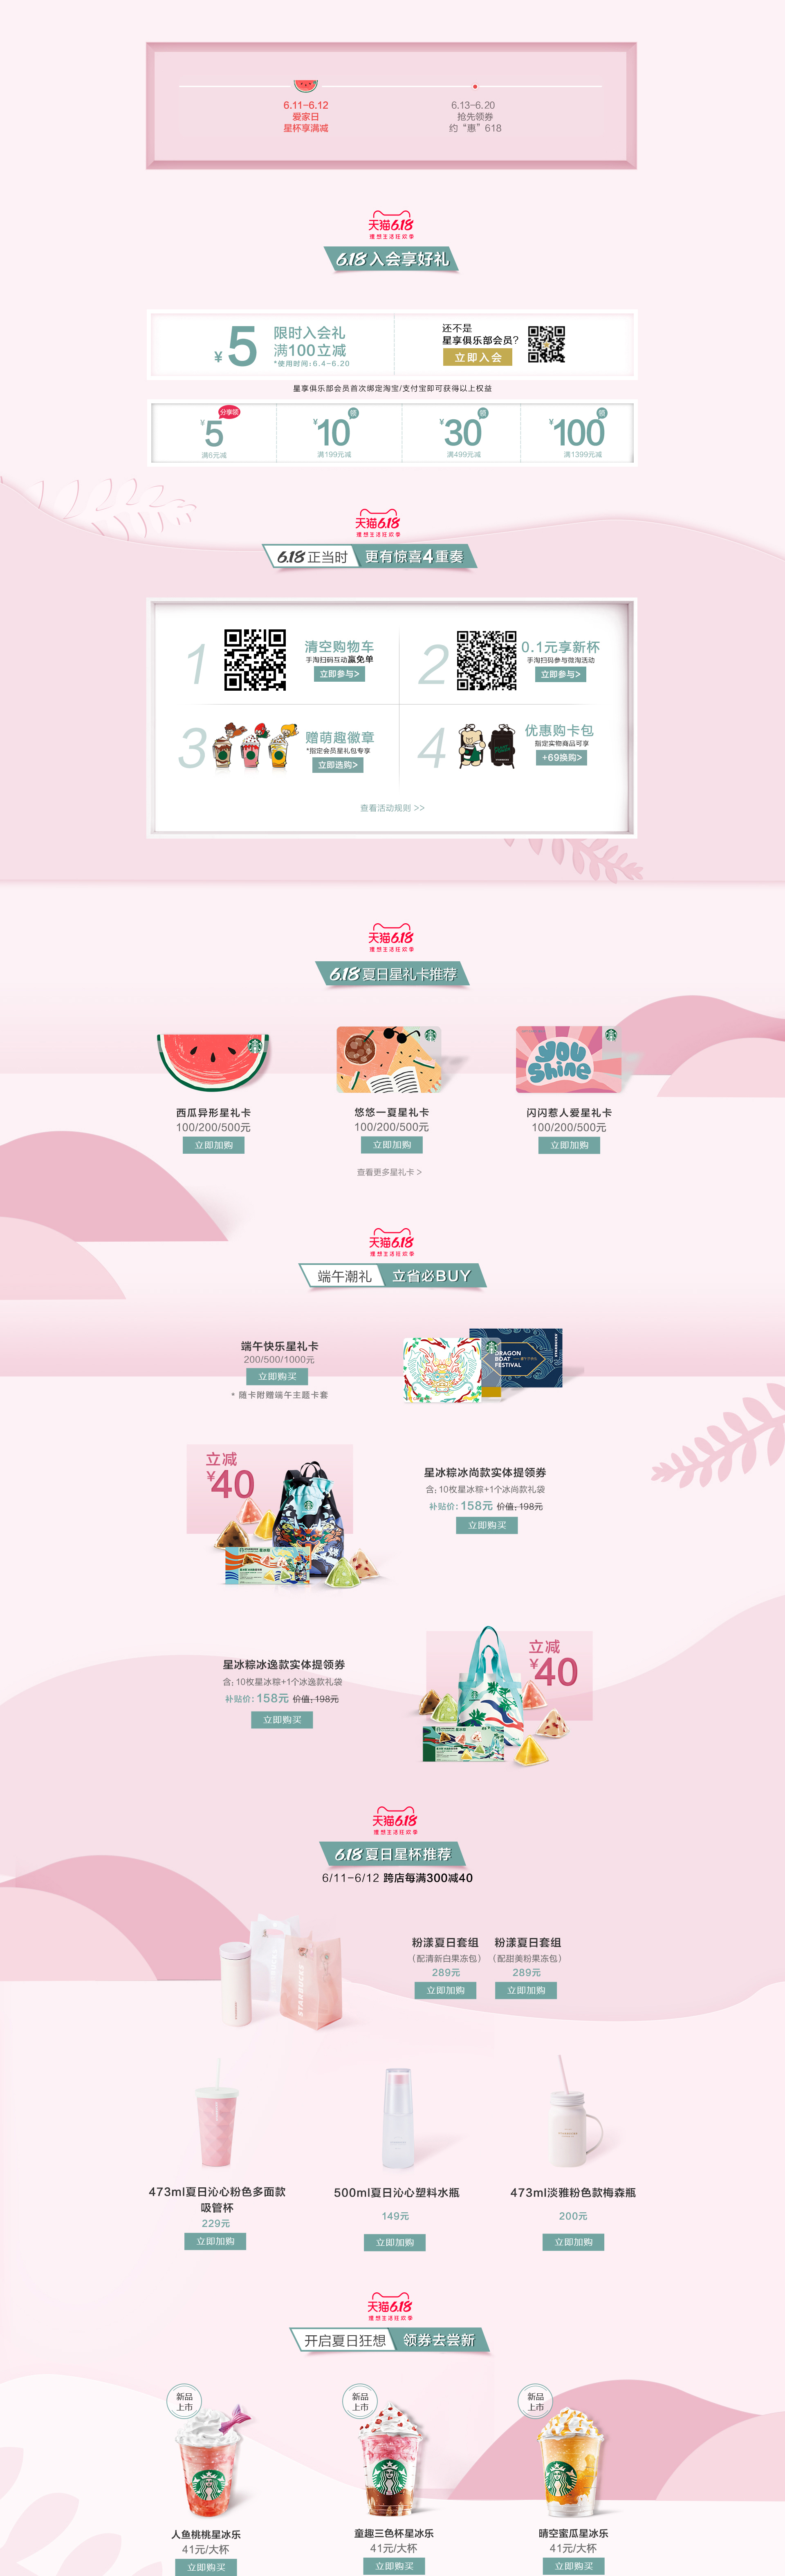 6.11-6.12
爱家日
星杯享满减
6.13-6.20
抢先领券
约“惠”618
天猫6.18
理想生活狂欢季
6.18 入会享好礼
¥5
限时入会礼
满100立减
*使用时间：6.4-6.20
还不是
星享俱乐部会员?
立即入会
星享俱乐部会员首次绑定淘宝/支付宝即可获得以上权益
分享领
¥5
满6元减
领
¥10
满199元减
领
¥30
满499元减
领
¥100
满1399元减
天猫6.18
理想生活狂欢季
6.18 正当时 更有惊喜4重奏
1
清空购物车
手淘扫码互动赢免单
立即参与>
2
0.1元享新杯
手淘扫码参与微淘活动
立即参与>
3
赠萌趣徽章
*指定会员星礼包专享
立即选购>
4
优惠购卡包
指定实物商品可享
+69换购>
查看活动规则 >>
天猫6.18
理想生活狂欢季
6.18 夏日星礼卡推荐
you
shine
西瓜异形星礼卡
100/200/500元
立即加购
悠悠一夏星礼卡
100/200/500元
立即加购
闪闪惹人爱星礼卡
100/200/500元
立即加购
查看更多星礼卡 >
天猫6.18
理想生活狂欢季
端午潮礼 立省必BUY
端午快乐星礼卡
200/500/1000元
立即购买
* 随卡附赠端午主题卡套
DRAGON
BOAT
FESTIVAL
立减
¥40
星冰粽
星冰粽冰尚款实体提领券
含：10枚星冰粽+1个冰尚款礼袋
补贴价：158元 价值：198元
立即购买
星冰粽冰逸款实体提领券
含：10枚星冰粽+1个冰逸款礼袋
补贴价：158元 价值：198元
立即购买
立减
¥40
星冰粽
天猫6.18
理想生活狂欢季
6.18 夏日星杯推荐
6/11-6/12 跨店每满300减40
STARBUCKS
粉漾夏日套组
（配清新白果冻包）
289元
立即加购
粉漾夏日套组
（配甜美粉果冻包）
289元
立即加购
473ml夏日沁心粉色多面款
吸管杯
229元
立即加购
500ml夏日沁心塑料水瓶
149元
立即加购
473ml淡雅粉色款梅森瓶
200元
立即加购
天猫6.18
理想生活狂欢季
开启夏日狂想 领券去尝新
新品
上市
人鱼桃桃星冰乐
41元/大杯
立即购买
新品
上市
童趣三色杯星冰乐
41元/大杯
立即购买
新品
上市
晴空蜜瓜星冰乐
41元/大杯
立即购买